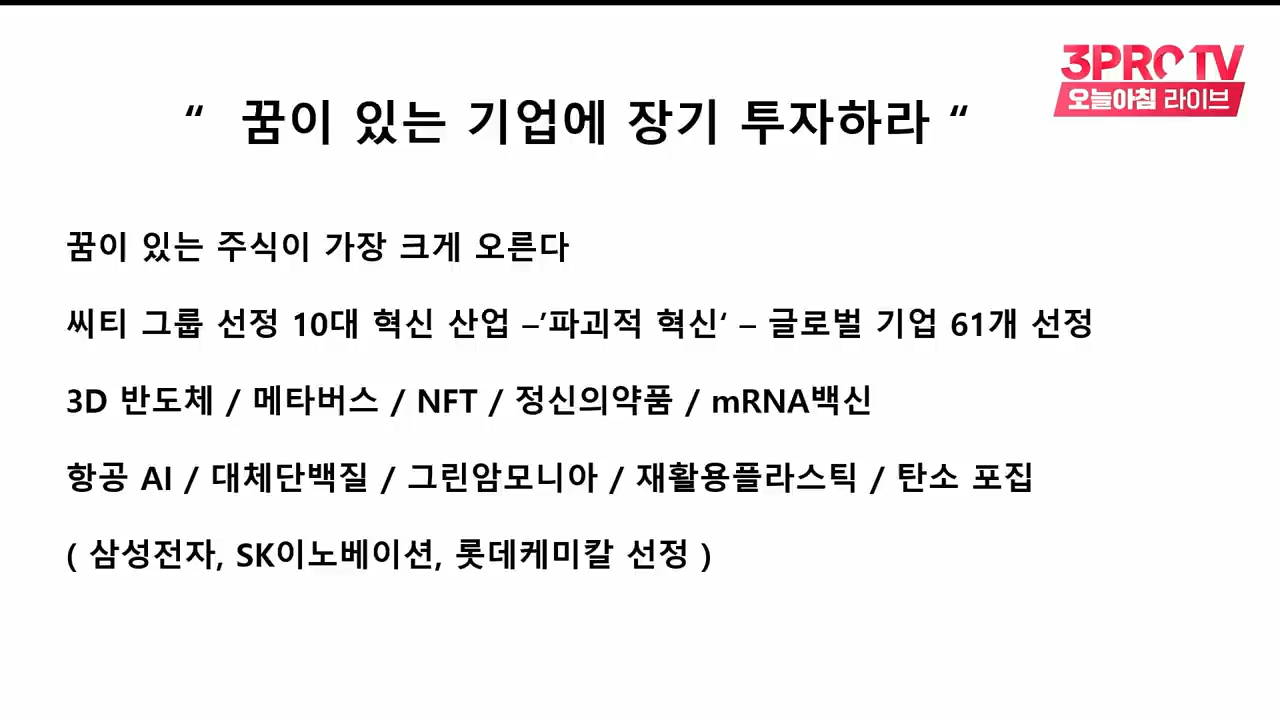 3PROTV
오늘아침 라이브
“ 꿈이 있는 기업에 장기 투자하라 “
꿈이 있는 주식이 가장 크게 오른다
씨티 그룹 선정 10대 혁신 산업 –’파괴적 혁신‘ – 글로벌 기업 61개 선정
3D 반도체 / 메타버스 / NFT / 정신의약품 / mRNA백신
항공 AI / 대체단백질 / 그린암모니아 / 재활용플라스틱 / 탄소 포집
( 삼성전자, SK이노베이션, 롯데케미칼 선정 )